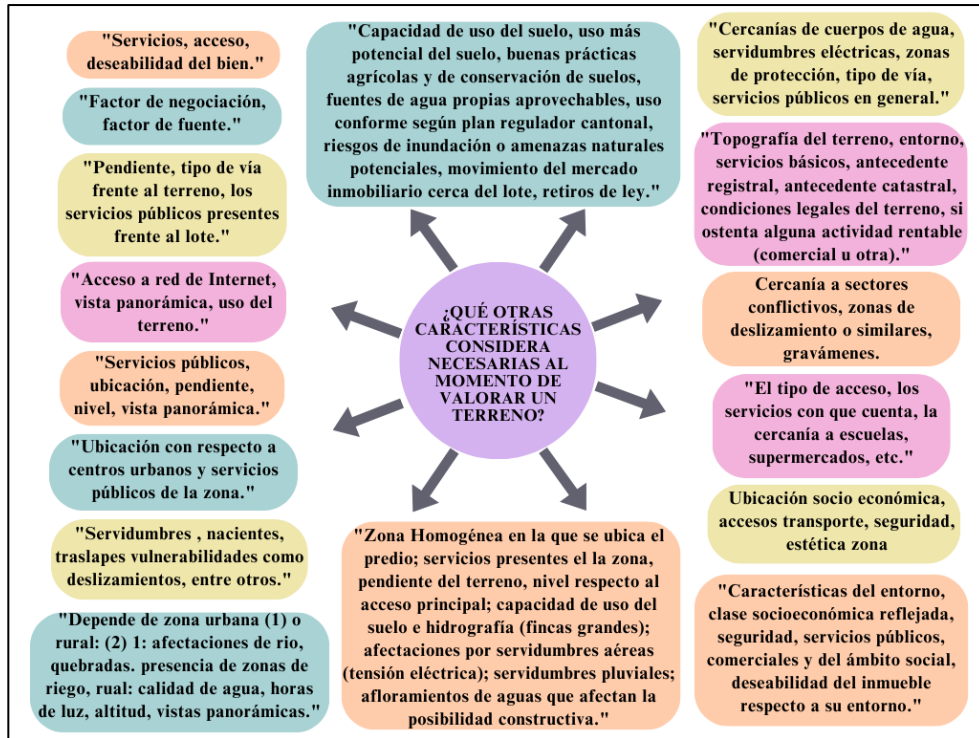 "Servicios, acceso,
deseabilidad del bien."
"Factor de negociación,
factor de fuente."
"Pendiente, tipo de vía
frente al terreno, los
servicios públicos presentes
frente al lote."
"Acceso a red de Internet,
vista panorámica, uso del
terreno."
"Servicios públicos,
ubicación, pendiente,
nivel, vista panorámica."
"Ubicación con respecto a
centros urbanos y servicios
públicos de la zona."
"Servidumbres , nacientes,
traslapes vulnerabilidades como
deslizamientos, entre otros."
"Depende de zona urbana (1) o
rural: (2) 1: afectaciones de rio,
quebradas. presencia de zonas de
riego, rual: calidad de agua, horas
de luz, altitud, vistas panorámicas."
"Capacidad de uso del suelo, uso más
potencial del suelo, buenas prácticas
agrícolas y de conservación de suelos,
fuentes de agua propias aprovechables, uso
conforme según plan regulador cantonal,
riesgos de inundación o amenazas naturales
potenciales, movimiento del mercado
inmobiliario cerca del lote, retiros de ley."
¿QUÉ OTRAS
CARACTERÍSTICAS
CONSIDERA
NECESARIAS AL
MOMENTO DE
VALORAR UN
TERRENO?
"Zona Homogénea en la que se ubica el
predio; servicios presentes el la zona,
pendiente del terreno, nivel respecto al
acceso principal; capacidad de uso del
suelo e hidrografía (fincas grandes);
afectaciones por servidumbres aéreas
(tensión eléctrica); servidumbres pluviales;
afloramientos de aguas que afectan la
posibilidad constructiva."
"Cercanías de cuerpos de agua,
servidumbres eléctricas, zonas
de protección, tipo de vía,
servicios públicos en general."
"Topografía del terreno, entorno,
servicios básicos, antecedente
registral, antecedente catastral,
condiciones legales del terreno, si
ostenta alguna actividad rentable
(comercial u otra)."
Cercanía a sectores
conflictivos, zonas de
deslizamiento o similares,
gravámenes.
"El tipo de acceso, los
servicios con que cuenta, la
cercanía a escuelas,
supermercados, etc."
Ubicación socio económica,
accesos transporte, seguridad,
estética zona
"Características del entorno,
clase socioeconómica reflejada,
seguridad, servicios públicos,
comerciales y del ámbito social,
deseabilidad del inmueble
respecto a su entorno."